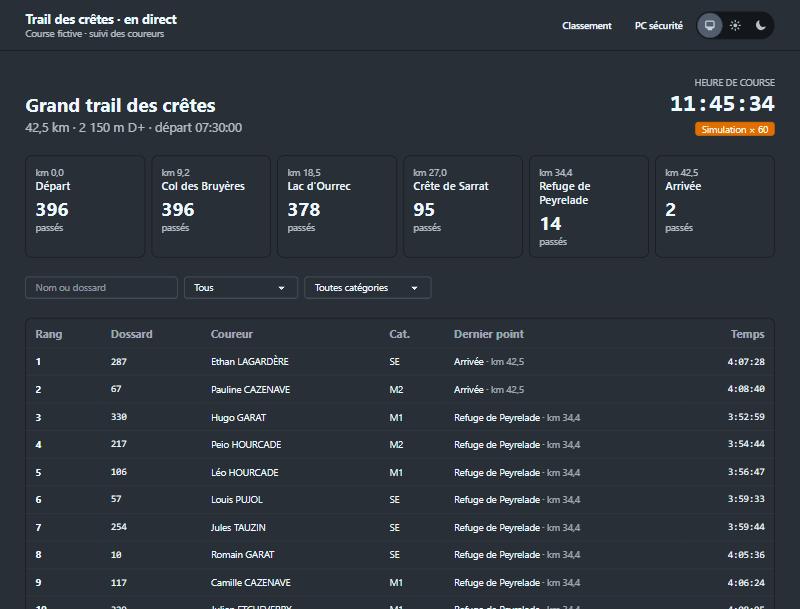 Trail des crêtes · en direct
Course fictive · suivi des coureurs
Classement
PC sécurité
HEURE DE COURSE
11:45:34
Simulation × 60
Grand trail des crêtes
42,5 km · 2 150 m D+ · départ 07:30:00
km 0,0
Départ
396
passés
km 9,2
Col des Bruyères
396
passés
km 18,5
Lac d'Ourrec
378
passés
km 27,0
Crête de Sarrat
95
passés
km 34,4
Refuge de
Peyrelade
14
passés
km 42,5
Arrivée
2
passés
Nom ou dossard
Tous
Toutes catégories
Rang Dossard Coureur Cat. Dernier point Temps
1 287 Ethan LAGARDÈRE SE Arrivée · km 42,5 4:07:28
2 67 Pauline CAZENAVE M2 Arrivée · km 42,5 4:08:40
3 330 Hugo GARAT M1 Refuge de Peyrelade · km 34,4 3:52:59
4 217 Peio HOURCADE M2 Refuge de Peyrelade · km 34,4 3:54:44
5 106 Léo HOURCADE M1 Refuge de Peyrelade · km 34,4 3:56:47
6 57 Louis PUJOL SE Refuge de Peyrelade · km 34,4 3:59:33
7 254 Jules TAUZIN SE Refuge de Peyrelade · km 34,4 3:59:44
8 10 Romain GARAT SE Refuge de Peyrelade · km 34,4 4:05:36
9 117 Camille CAZENAVE M1 Refuge de Peyrelade · km 34,4 4:06:24